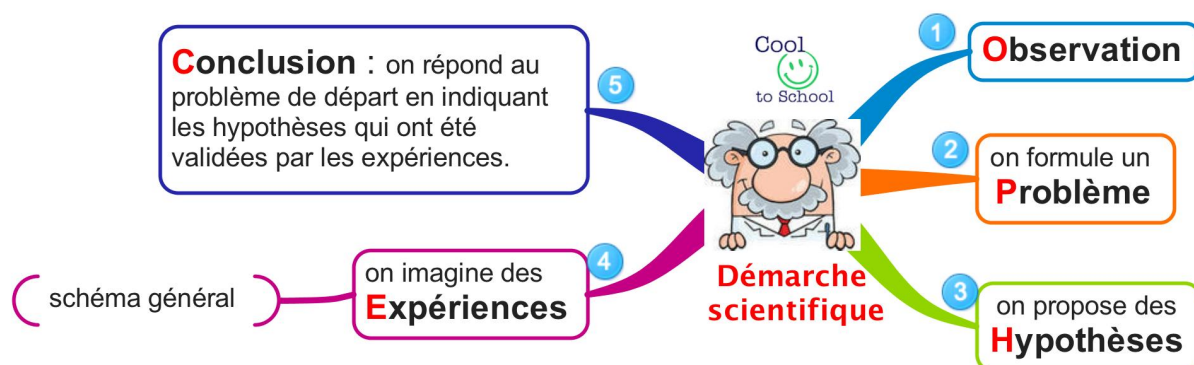 Cool
to School
Démarche
scientifique
1
Observation
2
on formule un
Problème
3
on propose des
Hypothèses
4
on imagine des
Expériences
schéma général
5
Conclusion : on répond au
problème de départ en indiquant
les hypothèses qui ont été
validées par les expériences.